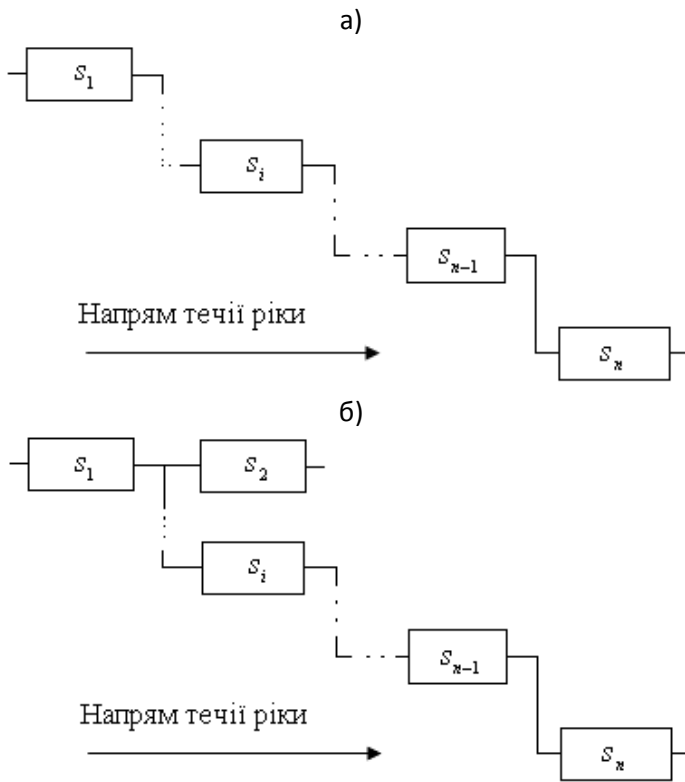 а)
S₁
Sᵢ
Sₙ₋₁
Напрям течії ріки
Sₙ
б)
S₁ S₂
Sᵢ
Sₙ₋₁
Напрям течії ріки
Sₙ